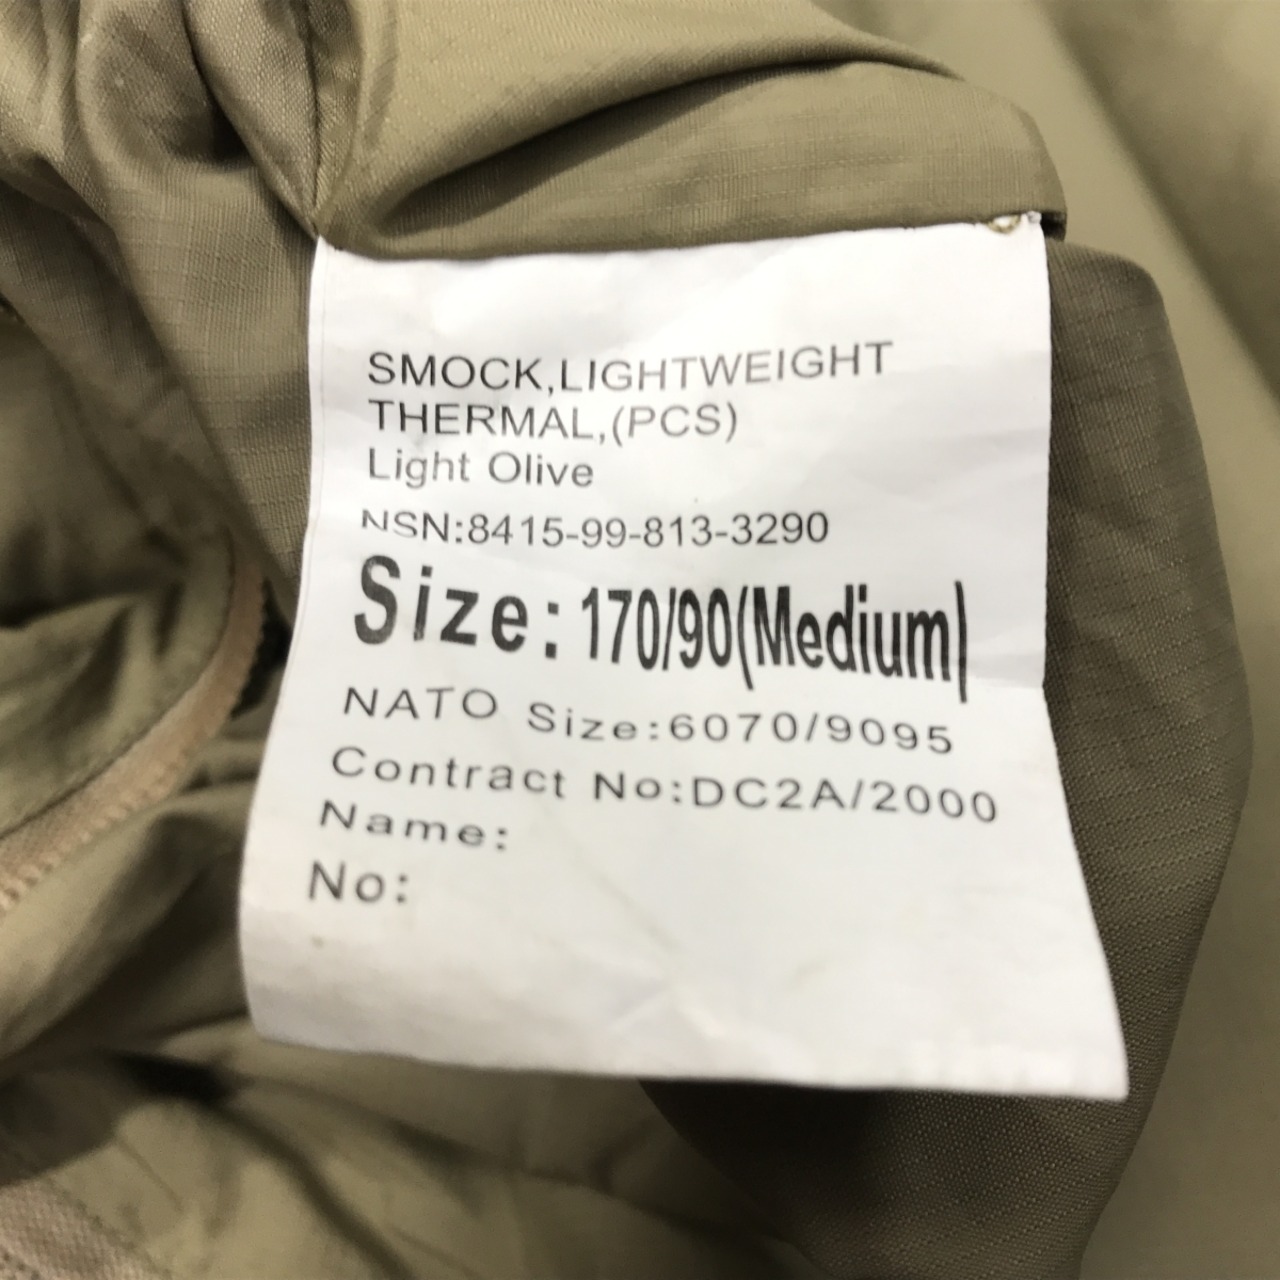 SMOCK,LIGHTWEIGHT
THERMAL,(PCS)
Light Olive
NSN:8415-99-813-3290
Size:170/90(Medium)
NATO Size:6070/9095
Contract No:DC2A/2000
Name:
No: